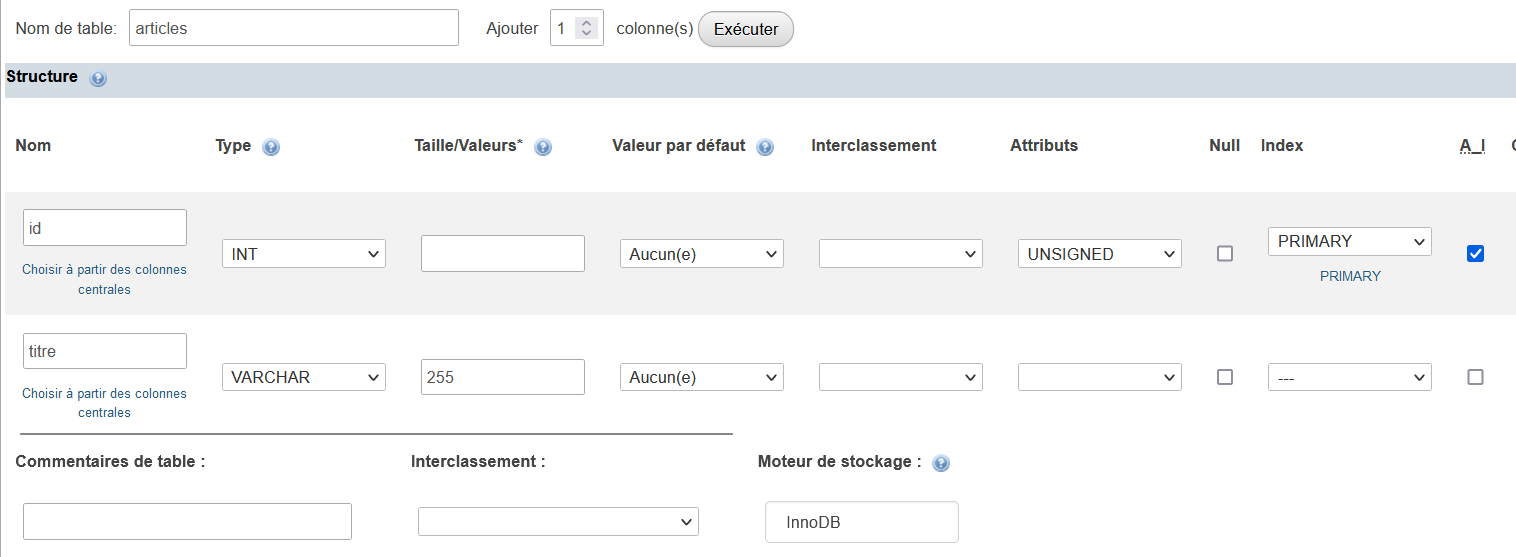 Nom de table: articles Ajouter 1 colonne(s) Exécuter
Structure
Nom Type Taille/Valeurs* Valeur par défaut Interclassement Attributs Null Index A_I
id
INT Aucun(e) UNSIGNED PRIMARY
Choisir à partir des colonnes
centrales
PRIMARY
titre
VARCHAR 255 Aucun(e) ---
Choisir à partir des colonnes
centrales
Commentaires de table : Interclassement : Moteur de stockage :
InnoDB